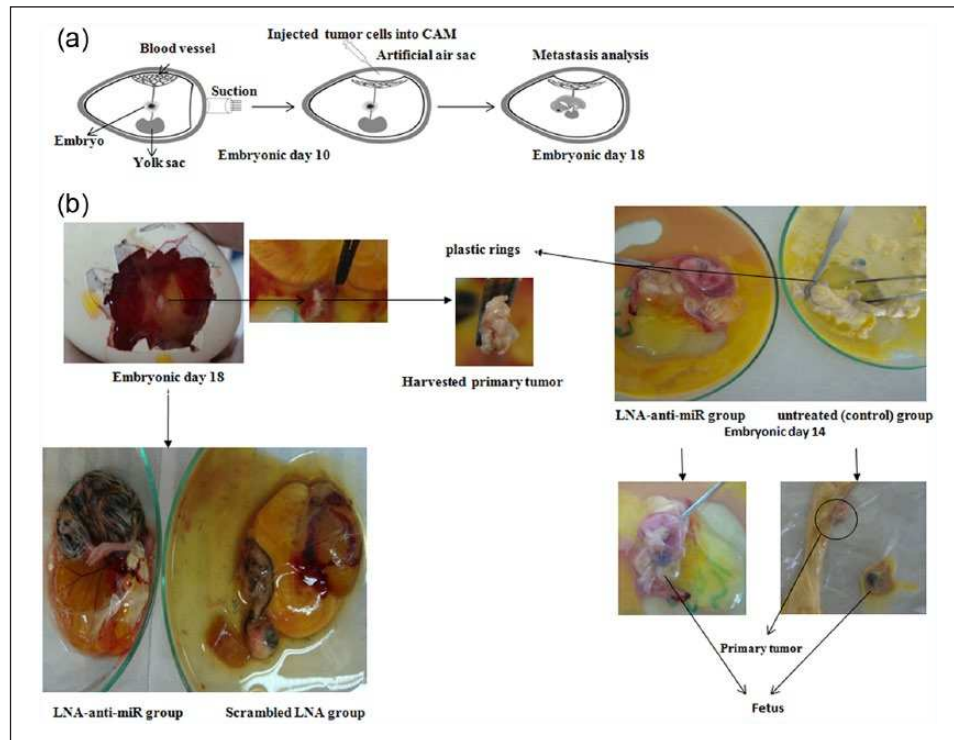 (a)
Injected tumor cells into CAM
Blood vessel
Artificial air sac
Metastasis analysis
Suction
Embryo
Yolk sac
Embryonic day 10
Embryonic day 18
(b)
plastic rings
Embryonic day 18
Harvested primary tumor
LNA-anti-miR group
untreated (control) group
Embryonic day 14
Primary tumor
Fetus
LNA-anti-miR group
Scrambled LNA group